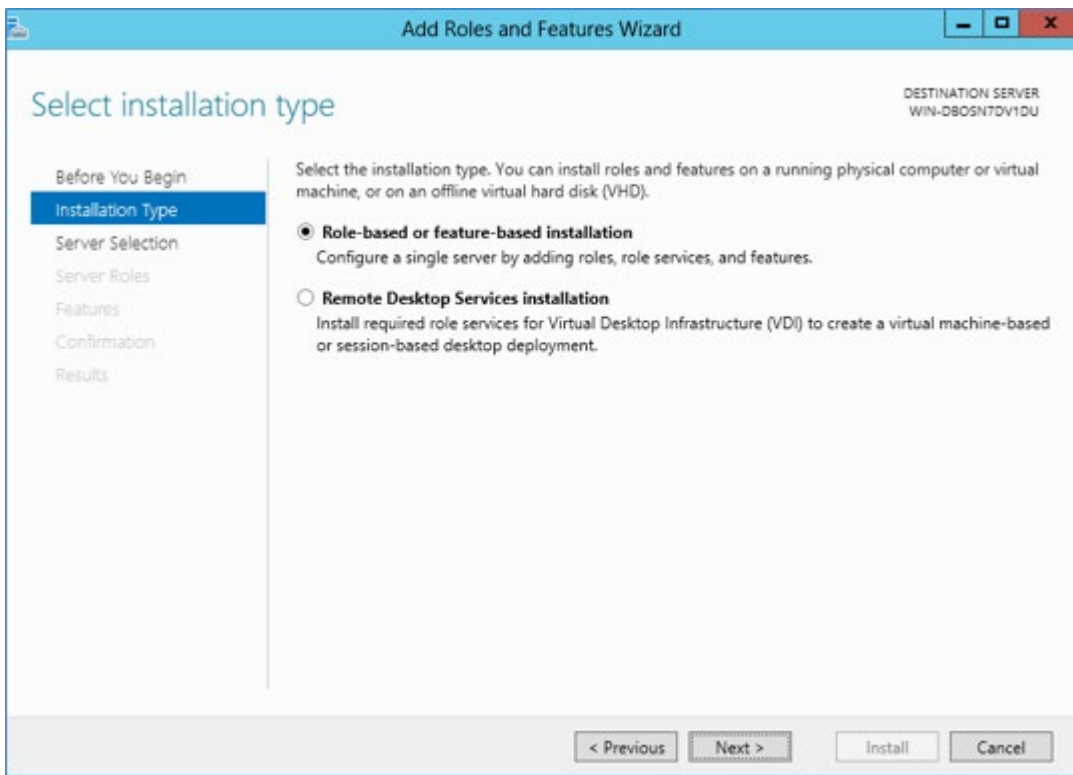 Add Roles and Features Wizard
Select installation type
DESTINATION SERVER
WIN-DBOSN7DV1DU
Before You Begin
Installation Type
Server Selection
Server Roles
Features
Confirmation
Results
Select the installation type. You can install roles and features on a running physical computer or virtual
machine, or on an offline virtual hard disk (VHD).
Role-based or feature-based installation
Configure a single server by adding roles, role services, and features.
Remote Desktop Services installation
Install required role services for Virtual Desktop Infrastructure (VDI) to create a virtual machine-based
or session-based desktop deployment.
< Previous
Next >
Install
Cancel